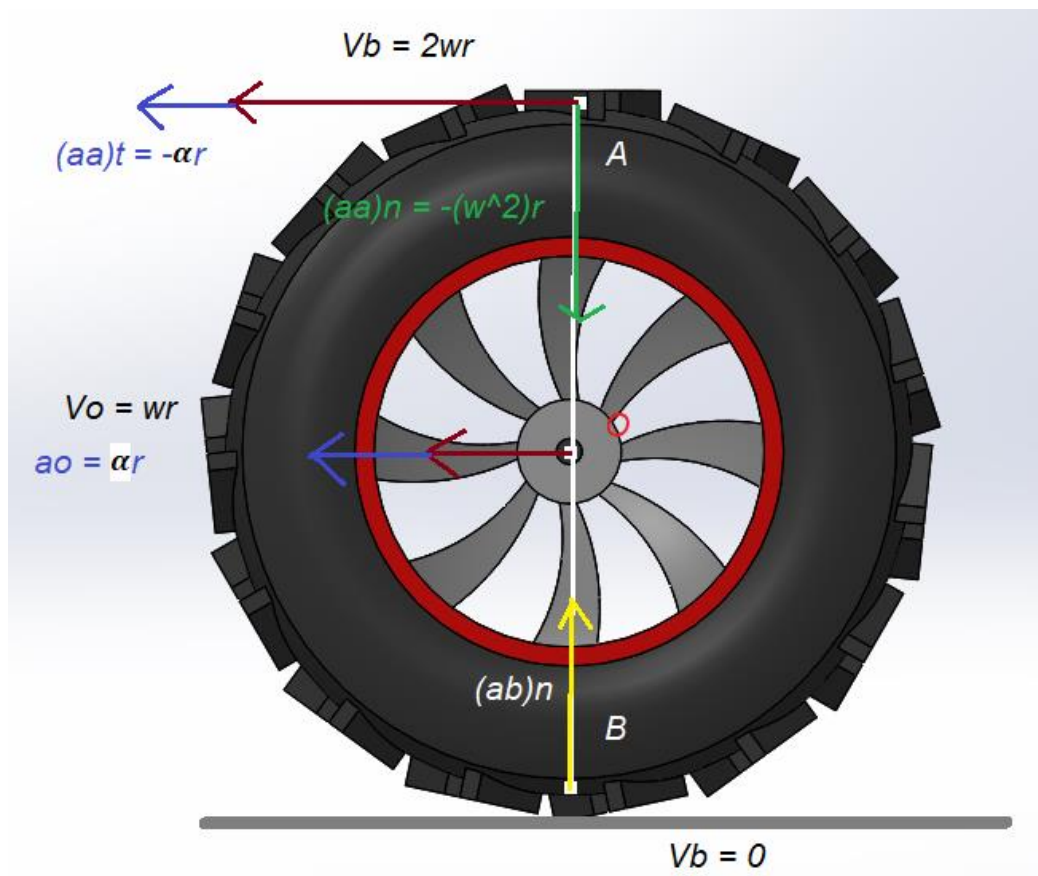 Vb = 2wr
(aa)t = -αr
A
(aa)n = -(w^2)r
Vo = wr
O
ao = αr
(ab)n
B
Vb = 0